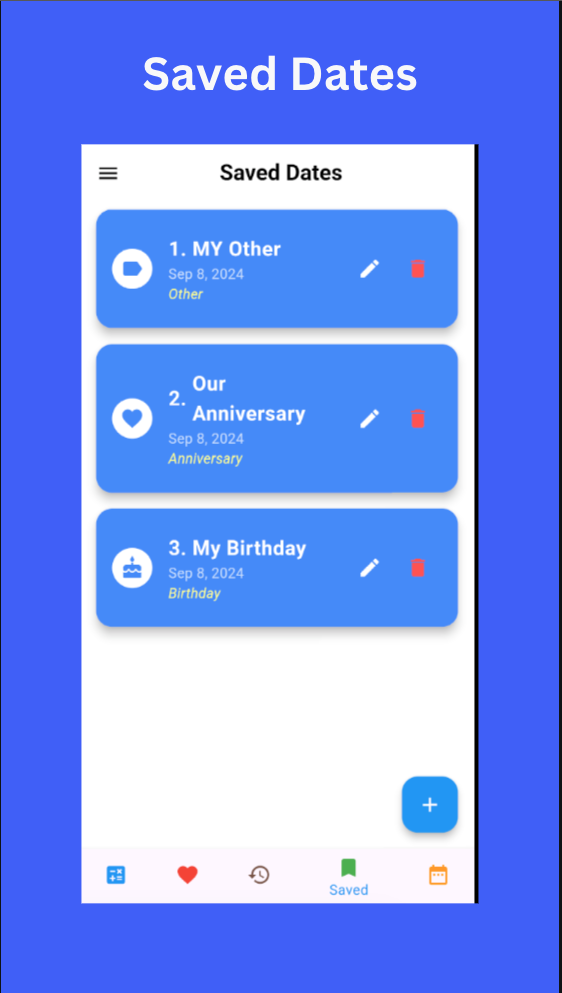 Saved Dates
Saved Dates
1. MY Other
Sep 8, 2024
Other
2. Our
Anniversary
Sep 8, 2024
Anniversary
3. My Birthday
Sep 8, 2024
Birthday
Saved